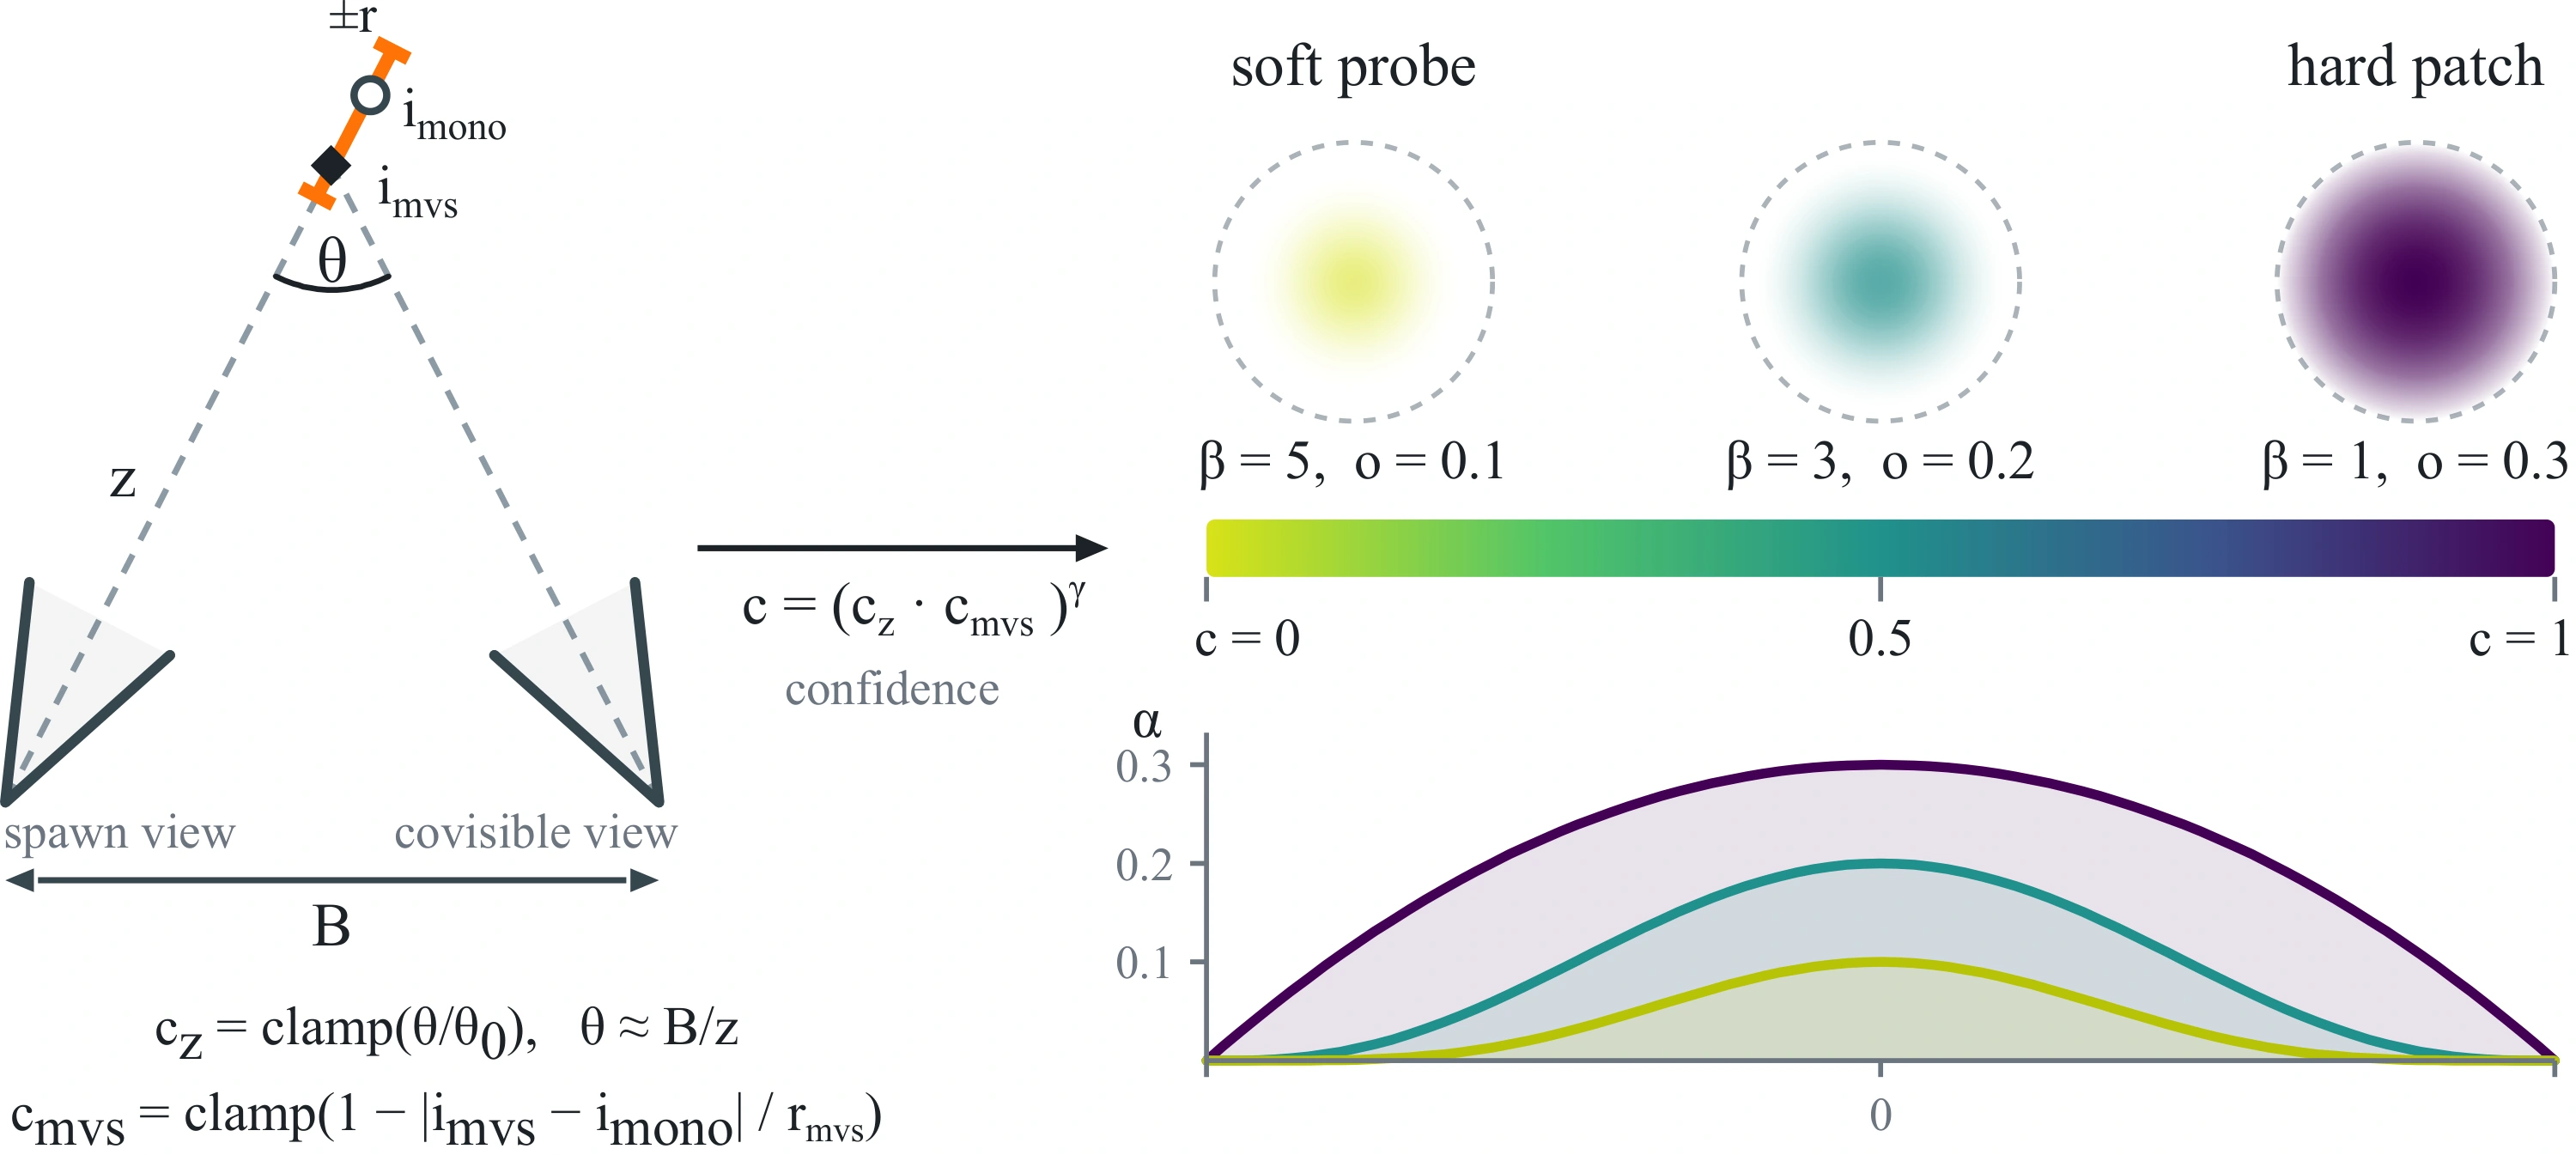 ±r
i_mono
i_mvs
θ
z
spawn view
covisible view
B
c_z = clamp(θ/θ_0),   θ ≈ B/z
c_mvs = clamp(1 − |i_mvs − i_mono| / r_mvs)
c = (c_z · c_mvs )^γ
confidence
soft probe
hard patch
β = 5,  o = 0.1
β = 3,  o = 0.2
β = 1,  o = 0.3
c = 0
0.5
c = 1
α
0.3
0.2
0.1
0